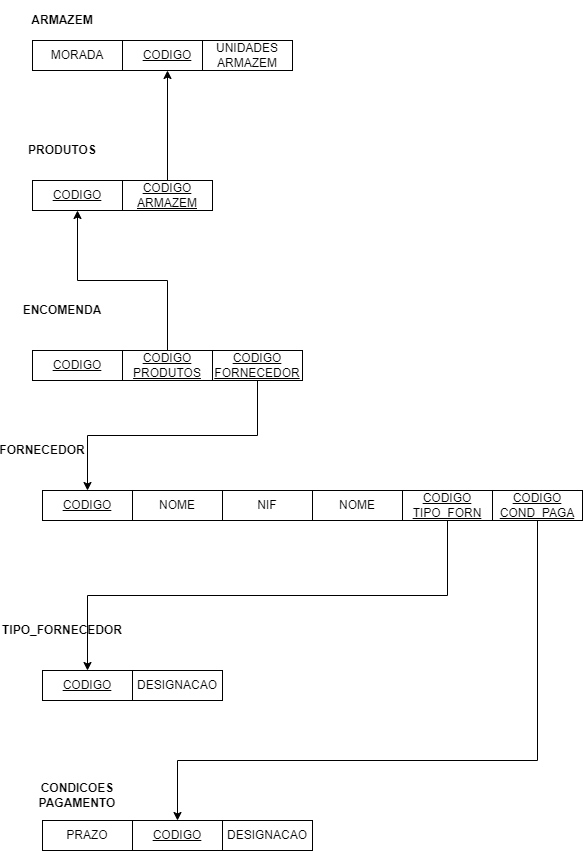 ARMAZEM
MORADA CODIGO UNIDADES
ARMAZEM
PRODUTOS
CODIGO CODIGO
ARMAZEM
ENCOMENDA
CODIGO CODIGO
PRODUTOS CODIGO
FORNECEDOR
FORNECEDOR
CODIGO NOME NIF NOME CODIGO
TIPO_FORN CODIGO
COND_PAGA
TIPO_FORNECEDOR
CODIGO DESIGNACAO
CONDICOES
PAGAMENTO
PRAZO CODIGO DESIGNACAO